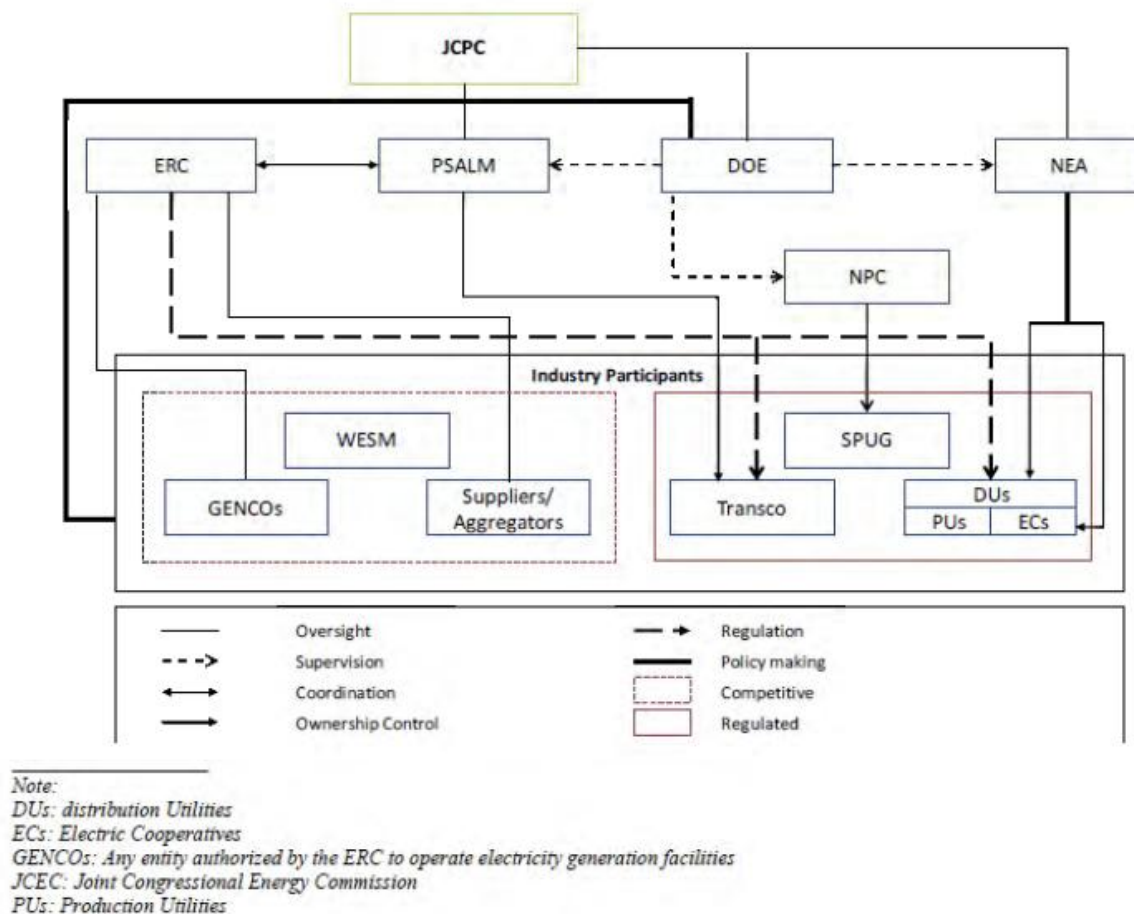 JCPC
ERC
PSALM
DOE
NEA
NPC
Industry Participants
WESM
SPUG
GENCOs
Suppliers/
Aggregators
Transco
DUs
PUs
ECs
Oversight
Regulation
Supervision
Policy making
Coordination
Competitive
Ownership Control
Regulated
Note:
DUs: distribution Utilities
ECs: Electric Cooperatives
GENCOs: Any entity authorized by the ERC to operate electricity generation facilities
JCEC: Joint Congressional Energy Commission
PUs: Production Utilities